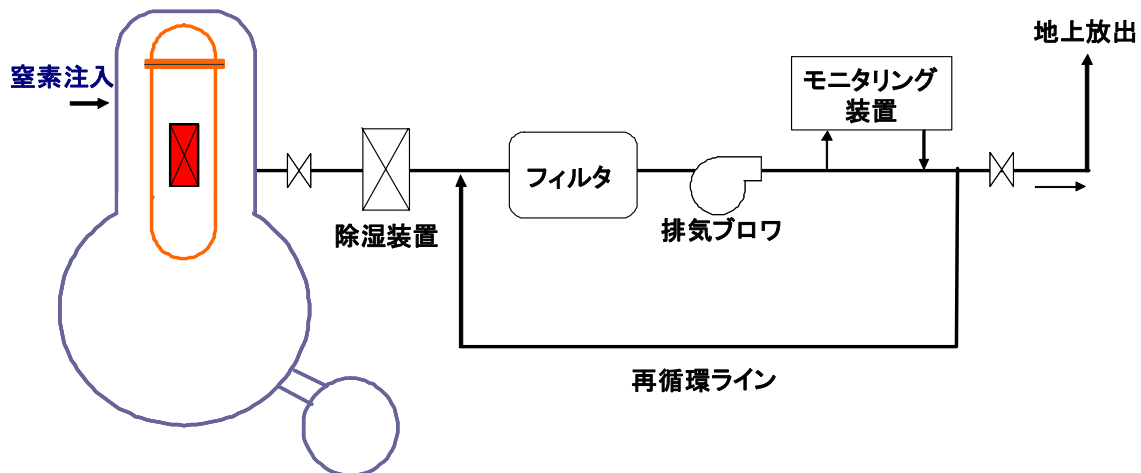 地上放出
窒素注入
モニタリング
装置
フィルタ
除湿装置
排気ブロワ
再循環ライン